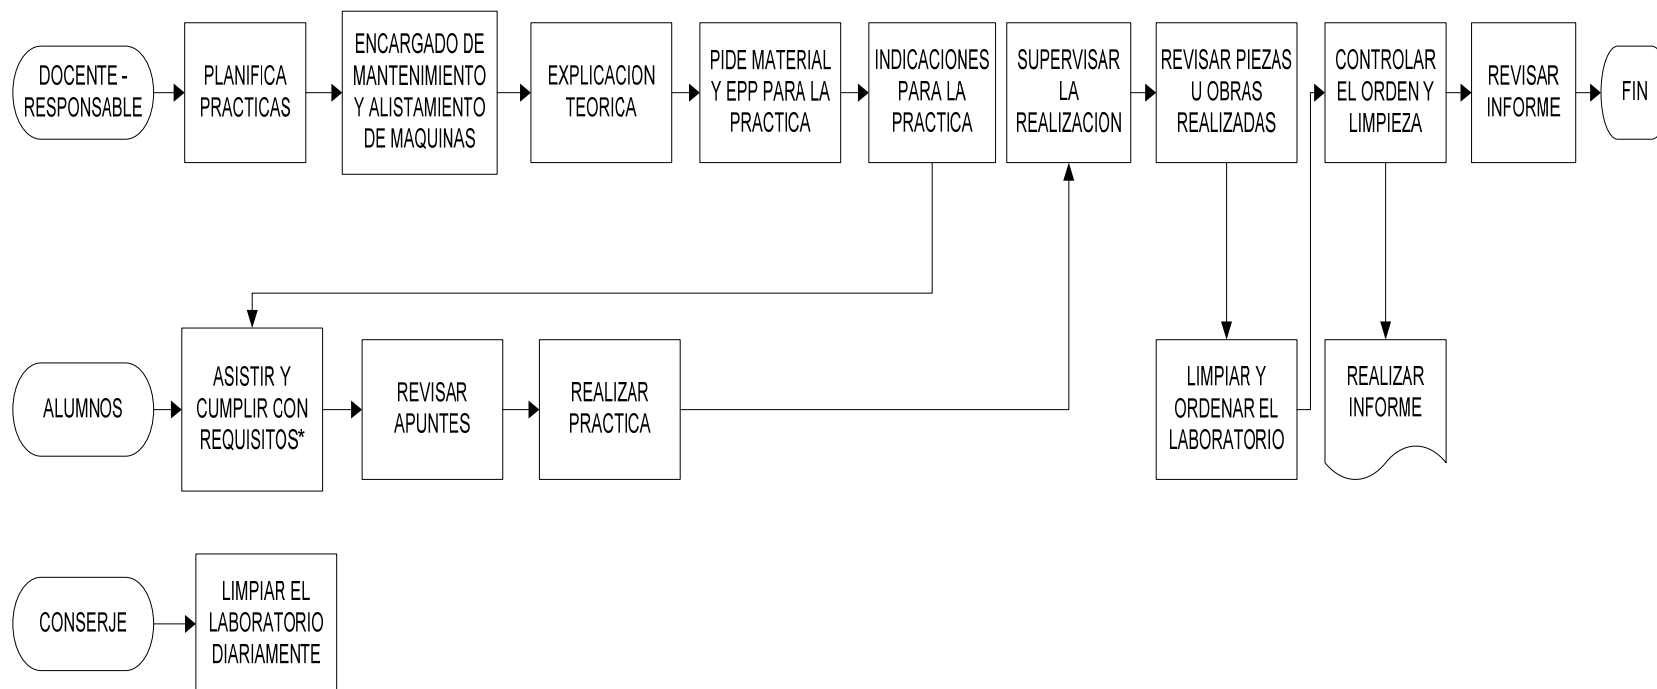 DOCENTE -
RESPONSABLE
PLANIFICA
PRACTICAS
ENCARGADO DE
MANTENIMIENTO
Y ALISTAMIENTO
DE MAQUINAS
EXPLICACION
TEORICA
PIDE MATERIAL
Y EPP PARA LA
PRACTICA
INDICACIONES
PARA LA
PRACTICA
SUPERVISAR
LA
REALIZACION
REVISAR PIEZAS
U OBRAS
REALIZADAS
CONTROLAR
EL ORDEN Y
LIMPIEZA
REVISAR
INFORME
FIN
ALUMNOS
ASISTIR Y
CUMPLIR CON
REQUISITOS*
REVISAR
APUNTES
REALIZAR
PRACTICA
LIMPIAR Y
ORDENAR EL
LABORATORIO
REALIZAR
INFORME
CONSERJE
LIMPIAR EL
LABORATORIO
DIARIAMENTE